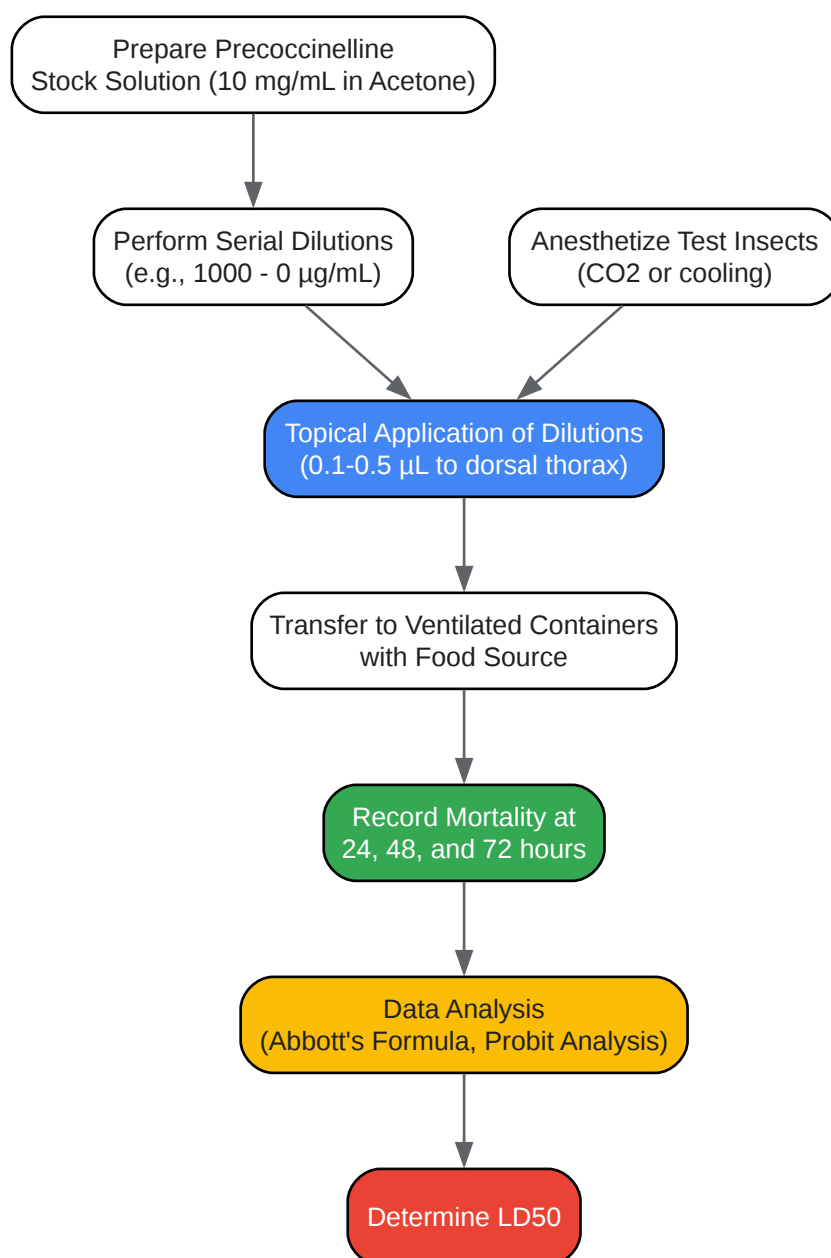 Prepare Precoccinelline
Stock Solution (10 mg/mL in Acetone)
Perform Serial Dilutions
(e.g., 1000 - 0 µg/mL)
Anesthetize Test Insects
(CO2 or cooling)
Topical Application of Dilutions
(0.1-0.5 µL to dorsal thorax)
Transfer to Ventilated Containers
with Food Source
Record Mortality at
24, 48, and 72 hours
Data Analysis
(Abbott's Formula, Probit Analysis)
Determine LD50